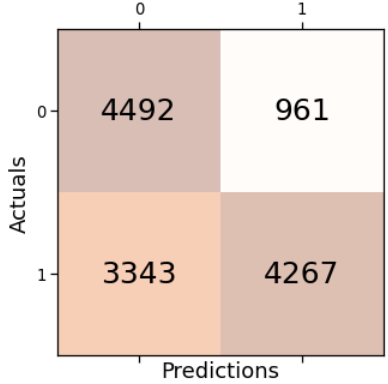 0 1
0 4492 961
Actuals
1 3343 4267
Predictions